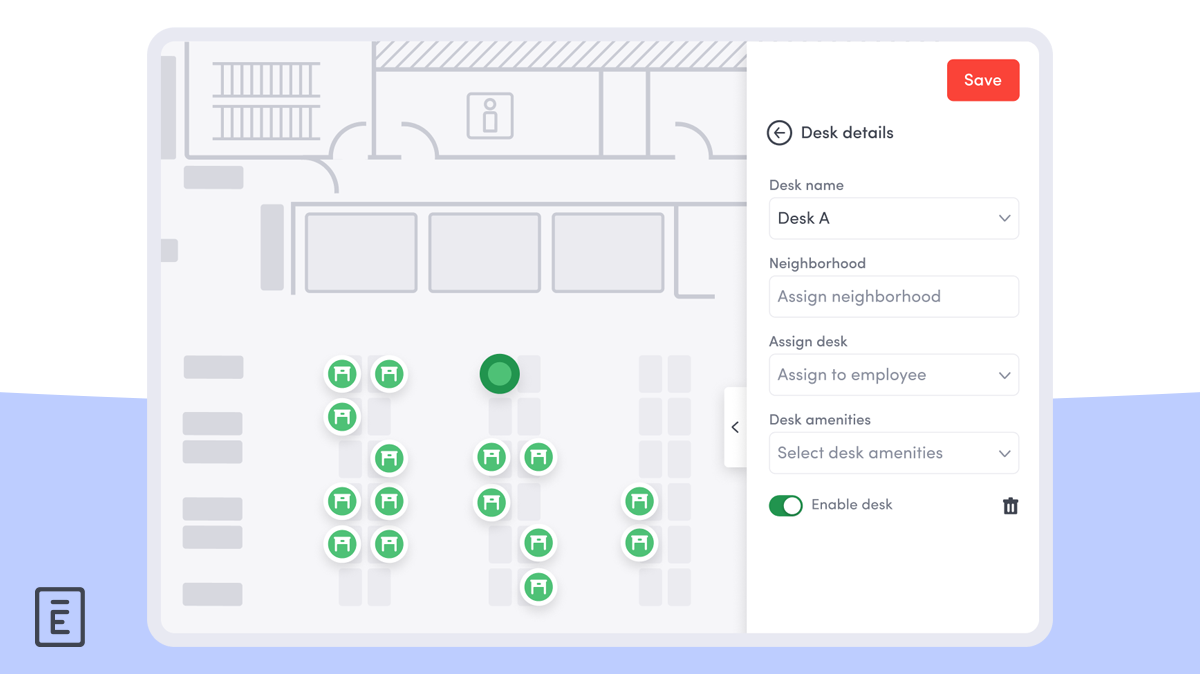 Save
Desk details
Desk name
Desk A
Neighborhood
Assign neighborhood
Assign desk
Assign to employee
Desk amenities
Select desk amenities
Enable desk
E